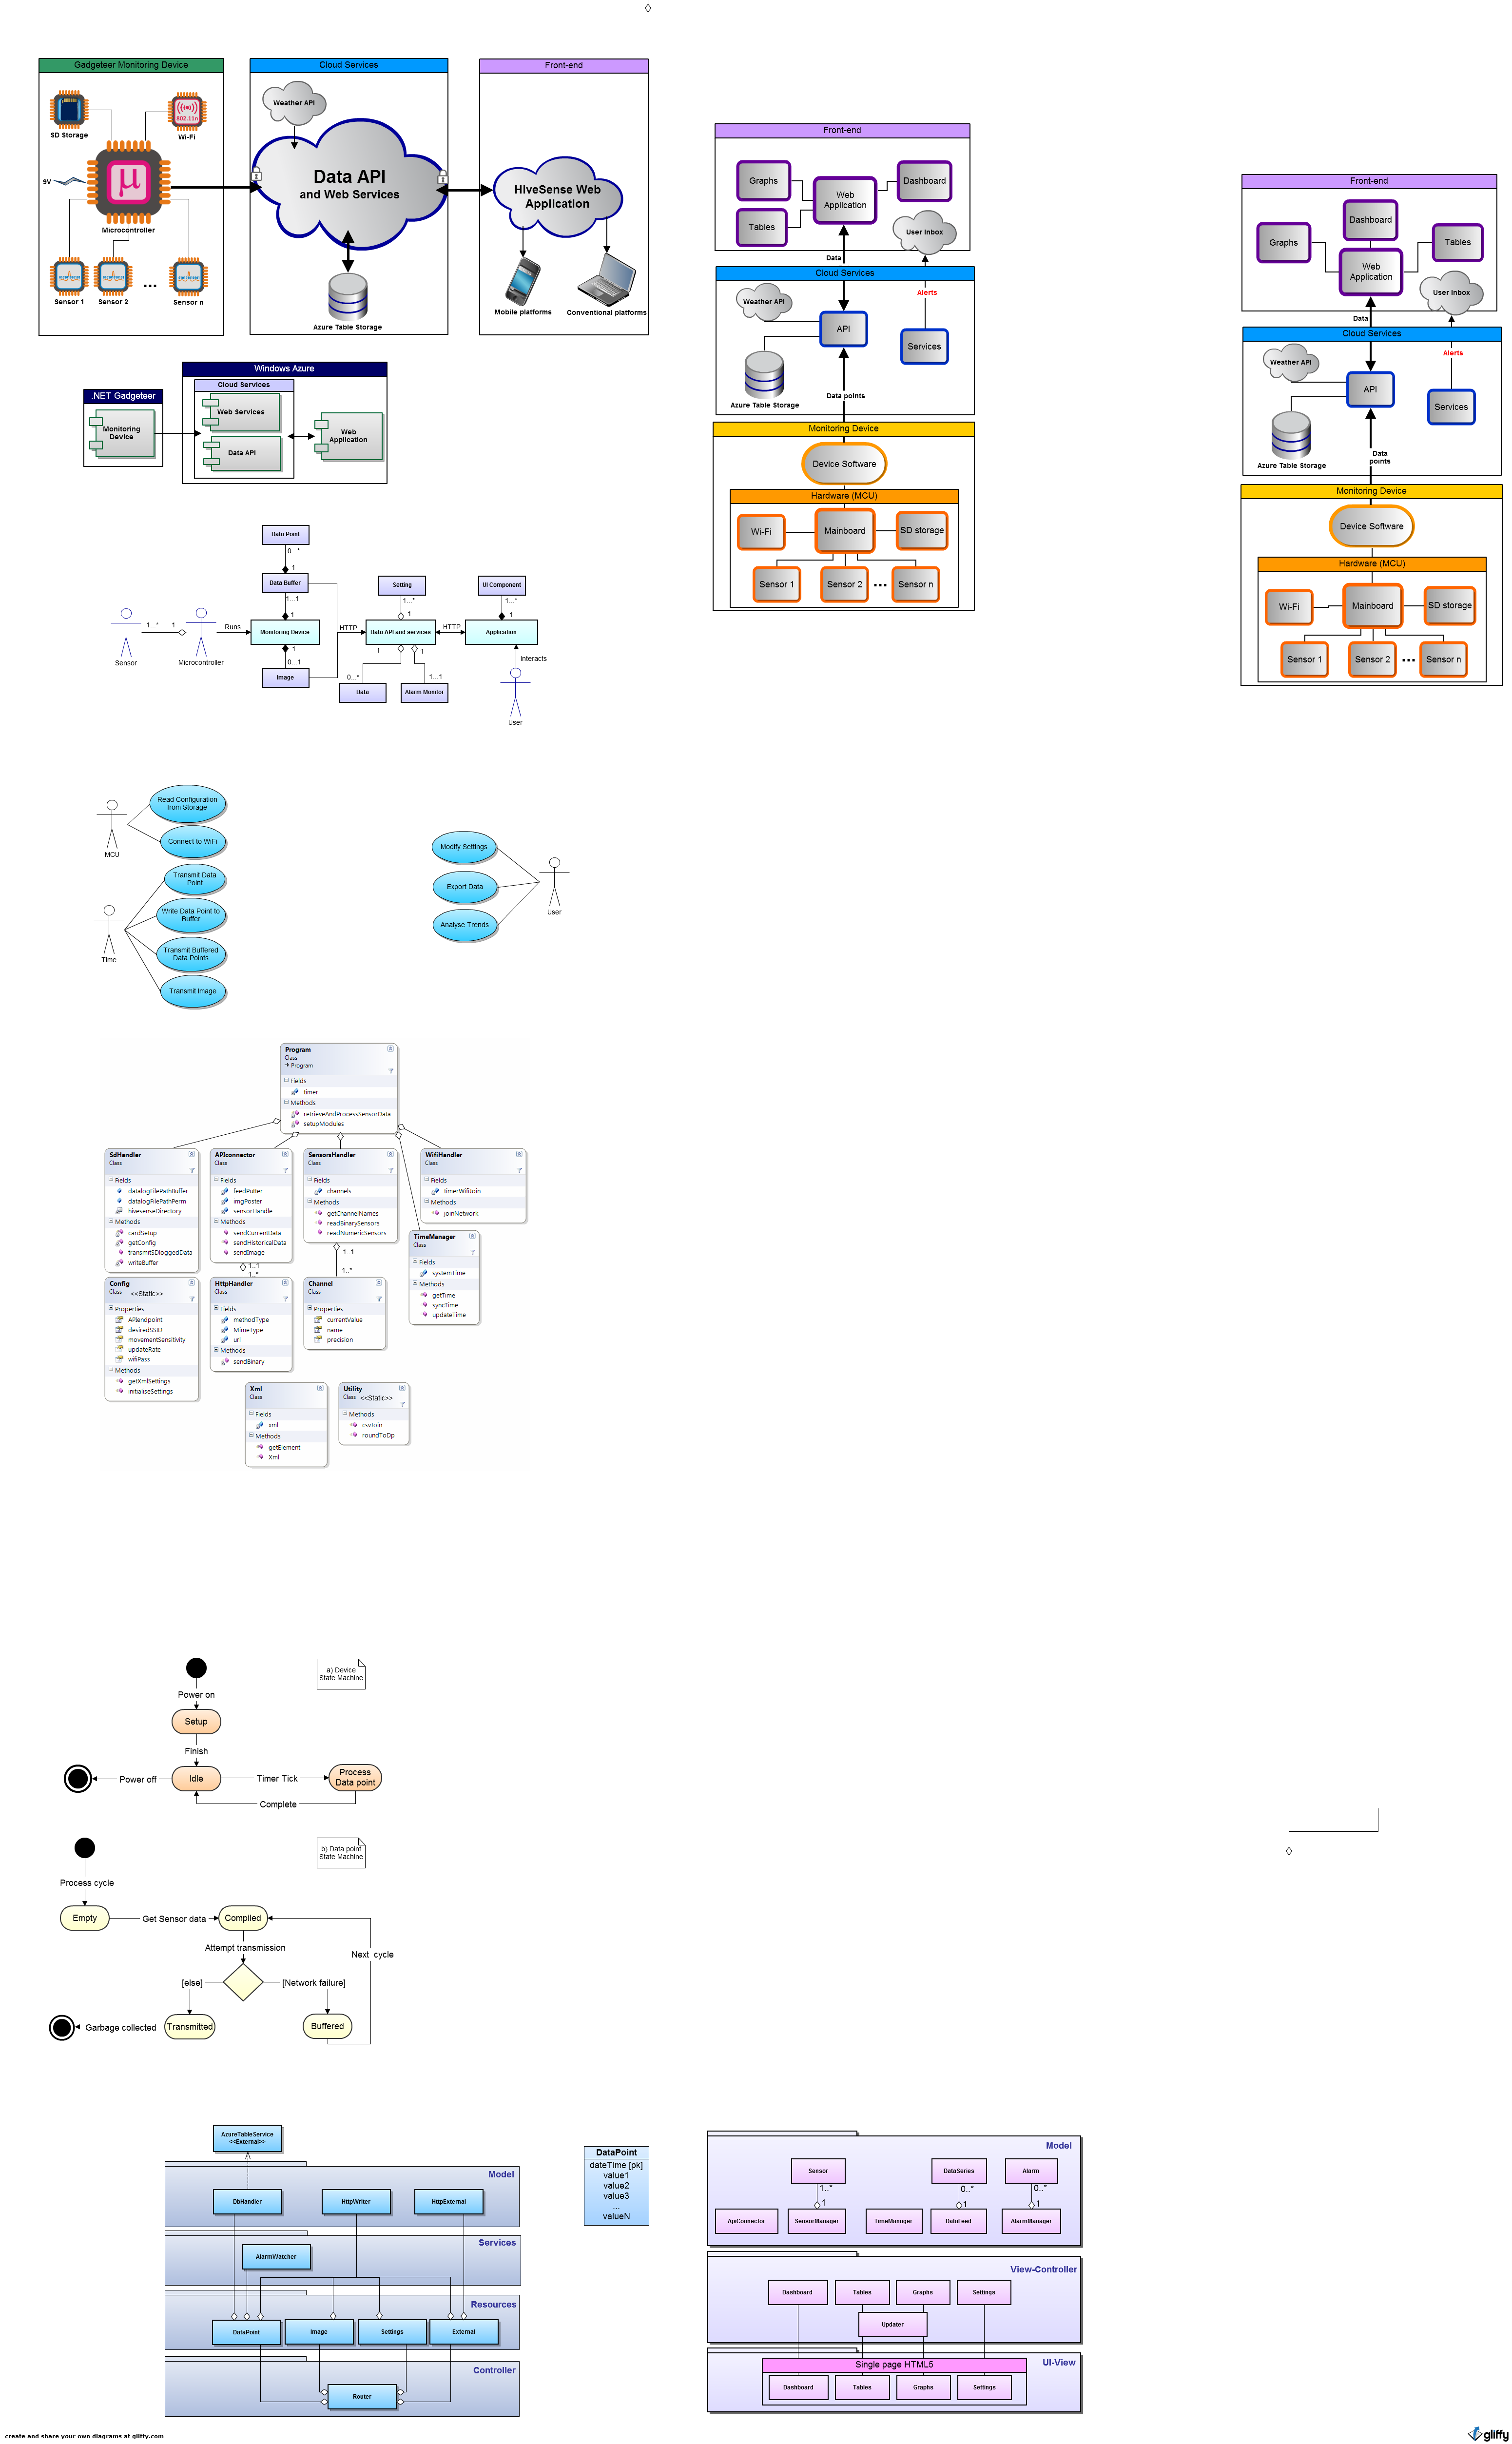 Gadgeteer Monitoring Device
SD Storage
802.11n
Wi-Fi
9V
µ
Microcontroller
Sensor 1
Sensor 2
...
Sensor n
Cloud Services
Weather API
Data API
and Web Services
Azure Table Storage
Front-end
HiveSense Web
Application
Mobile platforms
Conventional platforms
.NET Gadgeteer
Monitoring
Device
Windows Azure
Cloud Services
Web Services
Data API
Web
Application
Data Point
0...*
1
Data Buffer
1...1
1
Sensor
1...*
1
Microcontroller
Runs
Monitoring Device
1
0...1
Image
HTTP
Setting
1...*
1
Data API and services
1
1
0...*
1...1
Data
Alarm Monitor
HTTP
UI Component
1...*
1
Application
Interacts
User
Front-end
Graphs
Tables
Web
Application
Dashboard
User Inbox
Data
Cloud Services
Weather API
API
Alerts
Services
Azure Table Storage
Data points
Monitoring Device
Device Software
Hardware (MCU)
Wi-Fi
Mainboard
SD storage
Sensor 1
Sensor 2
...
Sensor n
Front-end
Dashboard
Graphs
Tables
Web
Application
User Inbox
Data
Cloud Services
Weather API
API
Alerts
Services
Azure Table Storage
Data
points
Monitoring Device
Device Software
Hardware (MCU)
Wi-Fi
Mainboard
SD storage
Sensor 1
Sensor 2
...
Sensor n
MCU
Read Configuration
from Storage
Connect to WiFi
Time
Transmit Data
Point
Write Data Point to
Buffer
Transmit Buffered
Data Points
Transmit Image
Modify Settings
Export Data
Analyse Trends
User
Program
Class
Program
Fields
timer
Methods
retrieveAndProcessSensorData
setupModules
SdHandler
Class
Fields
datalogFilePathBuffer
datalogFilePathPerm
hivesenseDirectory
Methods
cardSetup
getConfig
transmitSDloggedData
writeBuffer
APIconnector
Class
Fields
feedPutter
imgPoster
sensorHandle
Methods
sendCurrentData
sendHistoricalData
sendImage
1..1
1..*
SensorsHandler
Class
Fields
channels
Methods
getChannelNames
readBinarySensors
readNumericSensors
1..1
1..*
WifiHandler
Class
Fields
timerWifiJoin
Methods
joinNetwork
TimeManager
Class
Fields
systemTime
Methods
getTime
syncTime
updateTime
Config
Class <<Static>>
Properties
APIendpoint
desiredSSID
movementSensitivity
updateRate
wifiPass
Methods
getXmlSettings
initialiseSettings
HttpHandler
Class
Fields
methodType
MimeType
url
Methods
sendBinary
Channel
Class
Properties
currentValue
name
precision
Xml
Class
Fields
xml
Methods
getElement
Xml
Utility
Class <<Static>>
Methods
csvJoin
roundToDp
a) Device
State Machine
Power on
Setup
Finish
Power off
Idle
Timer Tick
Process
Data point
Complete
b) Data point
State Machine
Process cycle
Empty
Get Sensor data
Compiled
Attempt transmission
Next cycle
[else]
[Network failure]
Garbage collected
Transmitted
Buffered
AzureTableService
<<External>>
Model
DbHandler
HttpWriter
HttpExternal
Services
AlarmWatcher
Resources
DataPoint
Image
Settings
External
Controller
Router
DataPoint
dateTime [pk]
value1
value2
value3
...
valueN
Model
Sensor
DataSeries
Alarm
1..*
0..*
0..*
1
1
1
ApiConnector
SensorManager
TimeManager
DataFeed
AlarmManager
View-Controller
Dashboard
Tables
Graphs
Settings
Updater
UI-View
Single page HTML5
Dashboard
Tables
Graphs
Settings
create and share your own diagrams at gliffy.com
gliffy